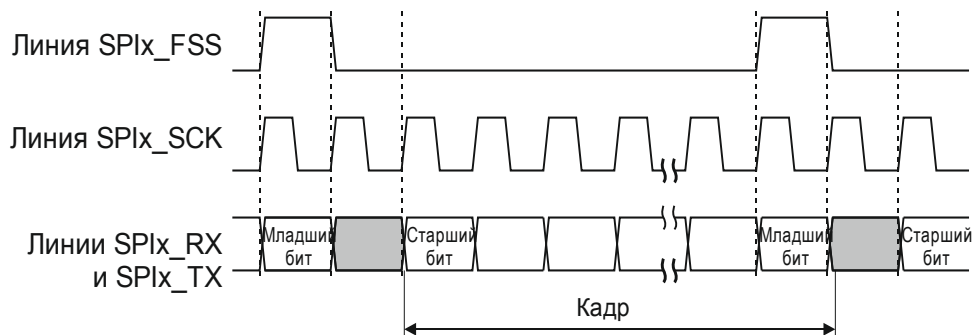 Линия SPIx_FSS
Линия SPIx_SCK
Линии SPIx_RX
и SPIx_TX
Младший
бит
Старший
бит
Младший
бит
Старший
бит
Кадр